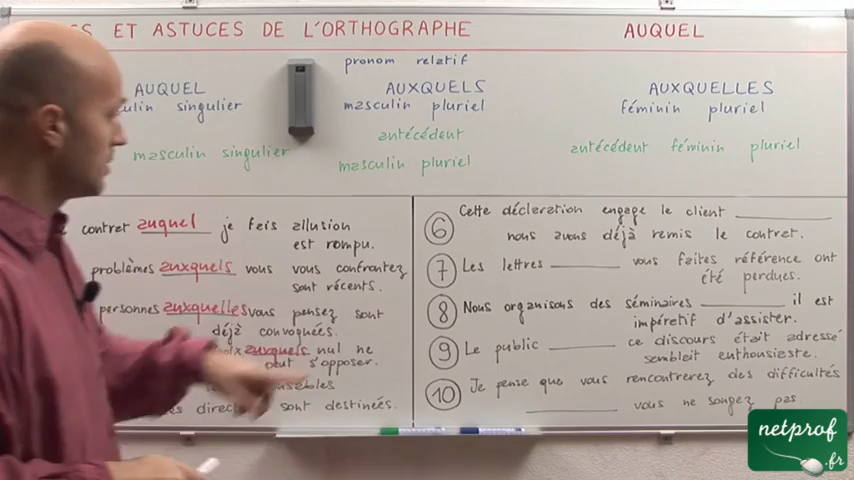 ET ASTUCES DE L'ORTHOGRAPHE AUQUEL
pronom relatif
AUQUEL AUXQUELS AUXQUELLES
singulier masculin pluriel féminin pluriel
antécédent
masculin singulier masculin pluriel antécédent féminin pluriel
contrat auquel je fais allusion
est rompu.
problèmes auxquels vous vous confrontez
sont récents.
personnes auxquelles vous pensez sont
déjà convoquées.
auxquels nul ne
peut s'opposer.
sont destinées.
6 Cette déclaration engage le client
nous avons déjà remis le contrat.
7 Les lettres vous faites référence ont
été perdues.
8 Nous organisons des séminaires il est
impératif d'assister.
9 Le public ce discours était adressé
semblait enthousiaste.
10 Je pense que vous rencontrerez des difficultés
vous ne songez pas.
netprof
.fr